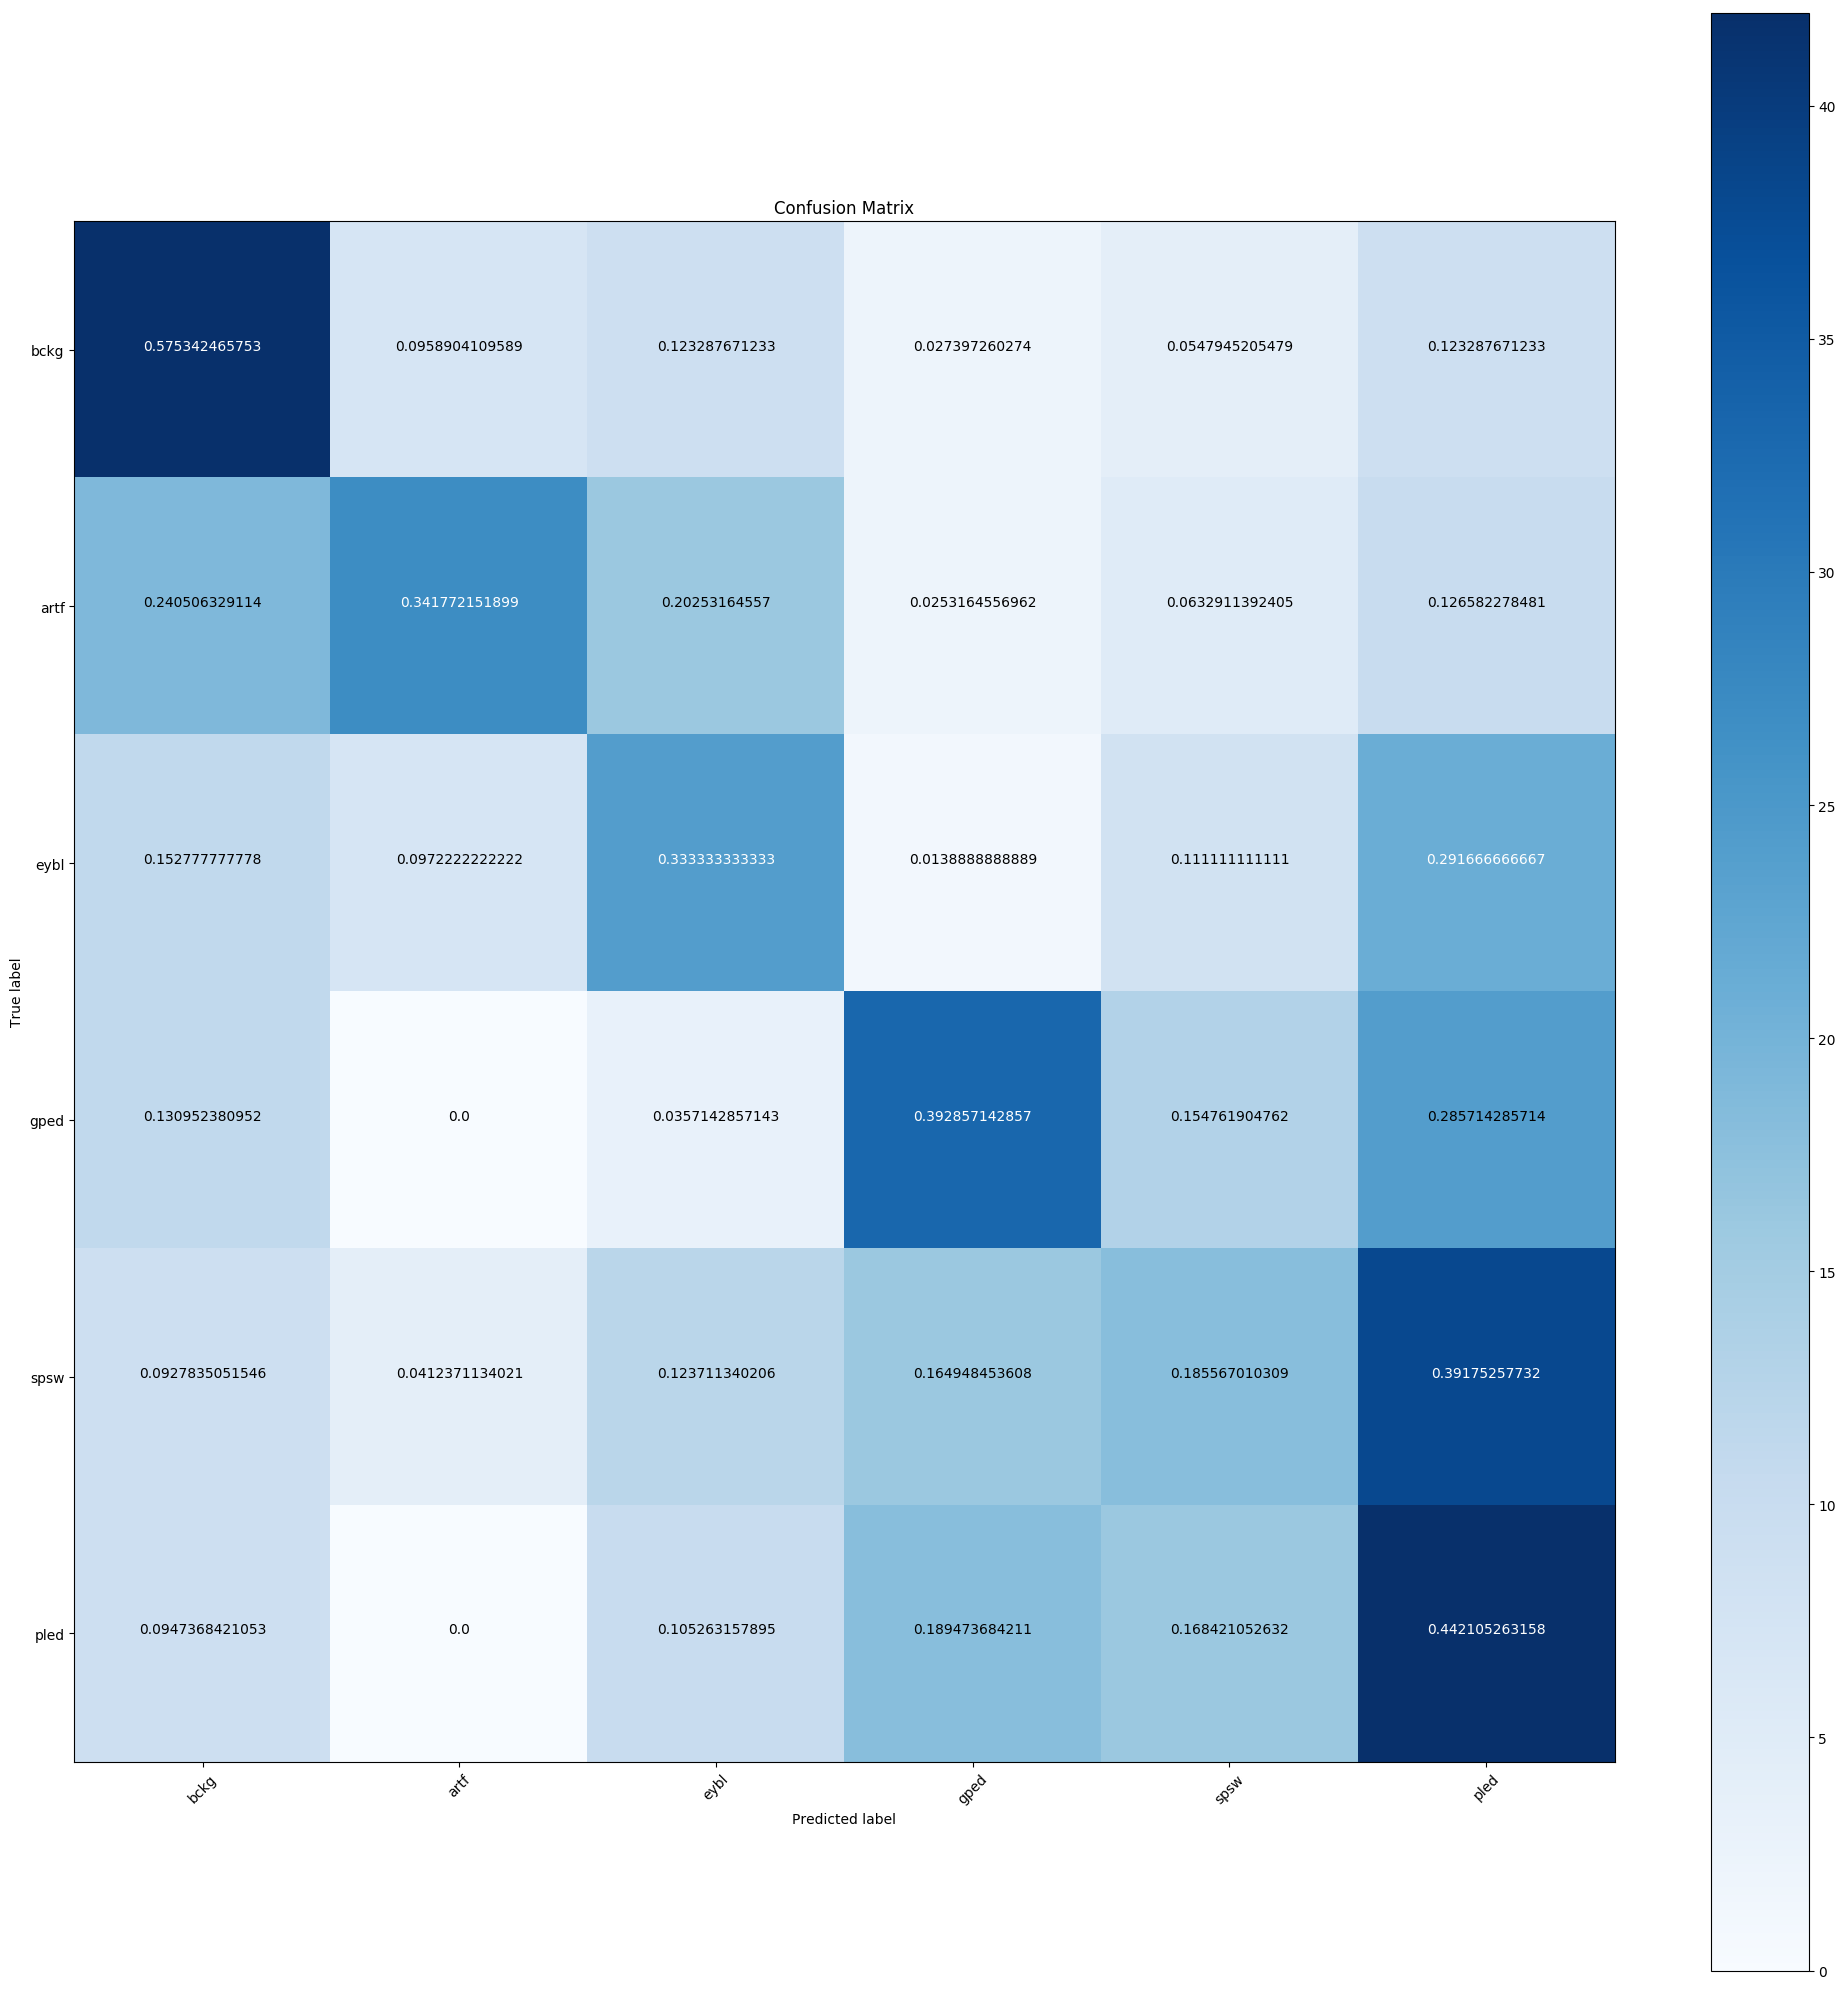 Confusion Matrix
bckg 0.575342465753 0.0958904109589 0.123287671233 0.027397260274 0.0547945205479 0.123287671233
artf 0.240506329114 0.341772151899 0.20253164557 0.0253164556962 0.0632911392405 0.126582278481
eybl 0.152777777778 0.0972222222222 0.333333333333 0.0138888888889 0.111111111111 0.291666666667
gped 0.130952380952 0.0 0.0357142857143 0.392857142857 0.154761904762 0.285714285714
spsw 0.0927835051546 0.0412371134021 0.123711340206 0.164948453608 0.185567010309 0.39175257732
pled 0.0947368421053 0.0 0.105263157895 0.189473684211 0.168421052632 0.442105263158
True label
bckg artf eybl gped spsw pled
Predicted label
40
35
30
25
20
15
10
5
0